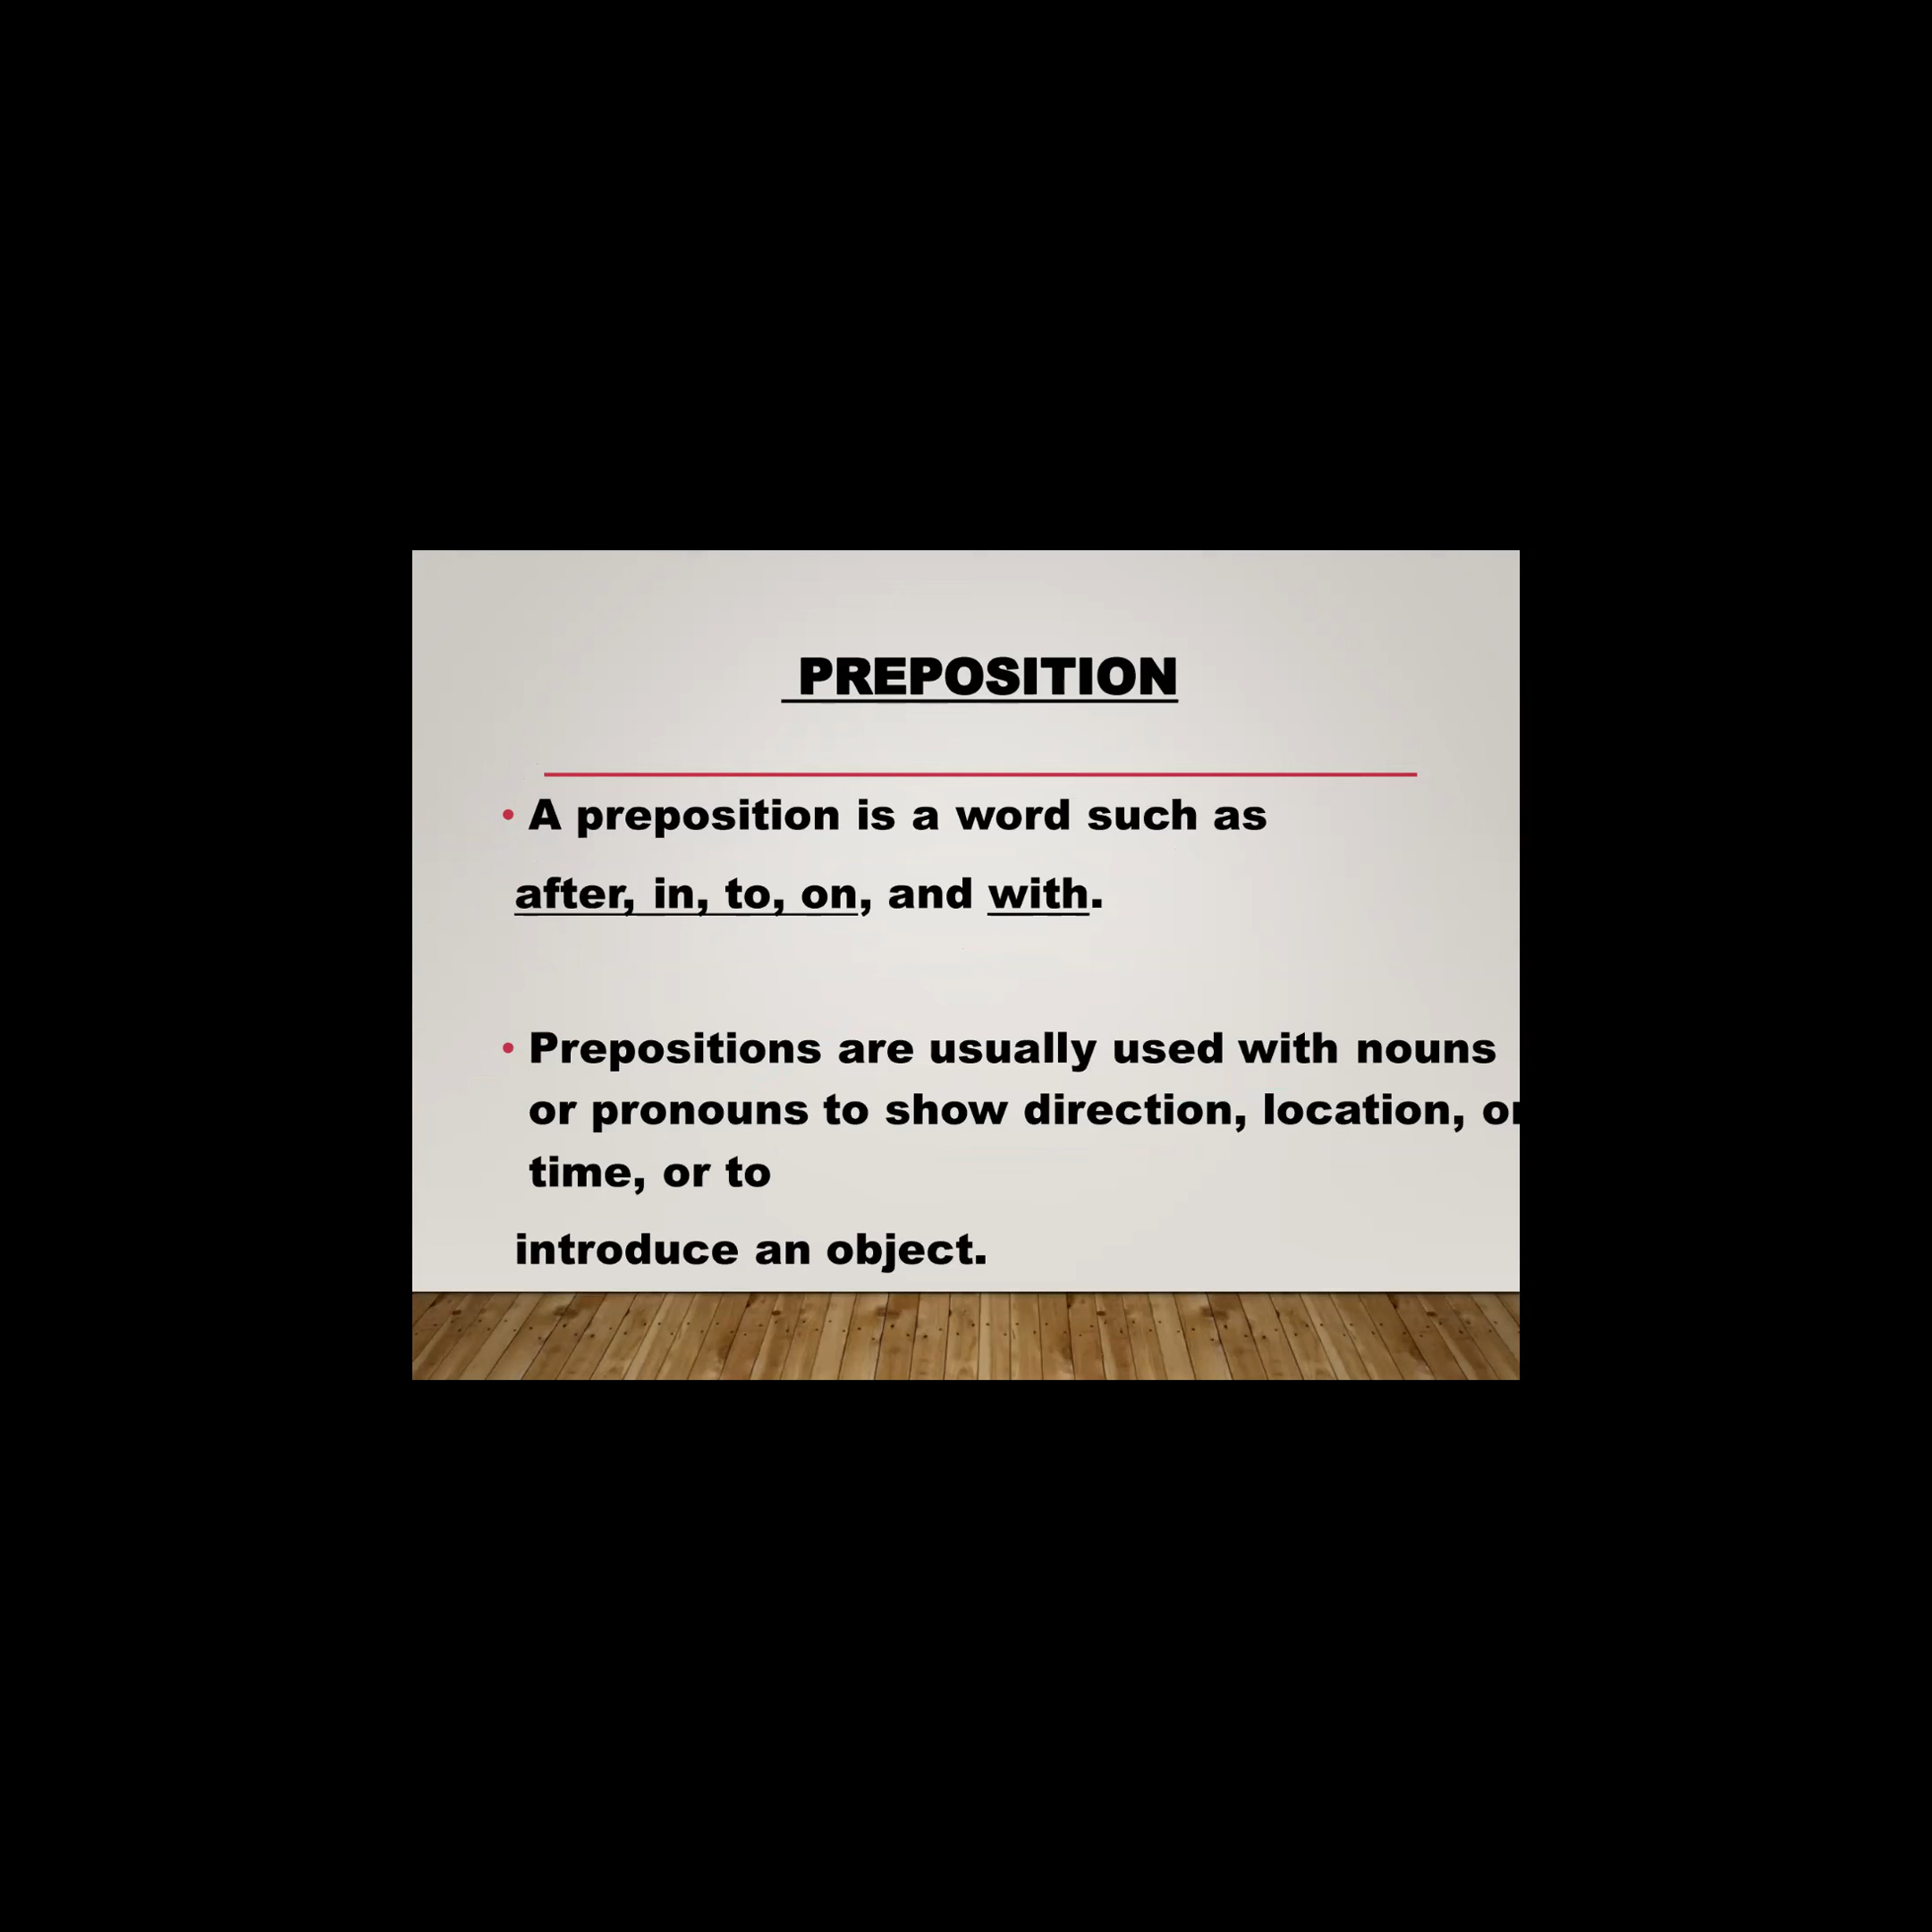 PREPOSITION
• A preposition is a word such as
after, in, to, on, and with.
• Prepositions are usually used with nouns
or pronouns to show direction, location, or
time, or to
introduce an object.